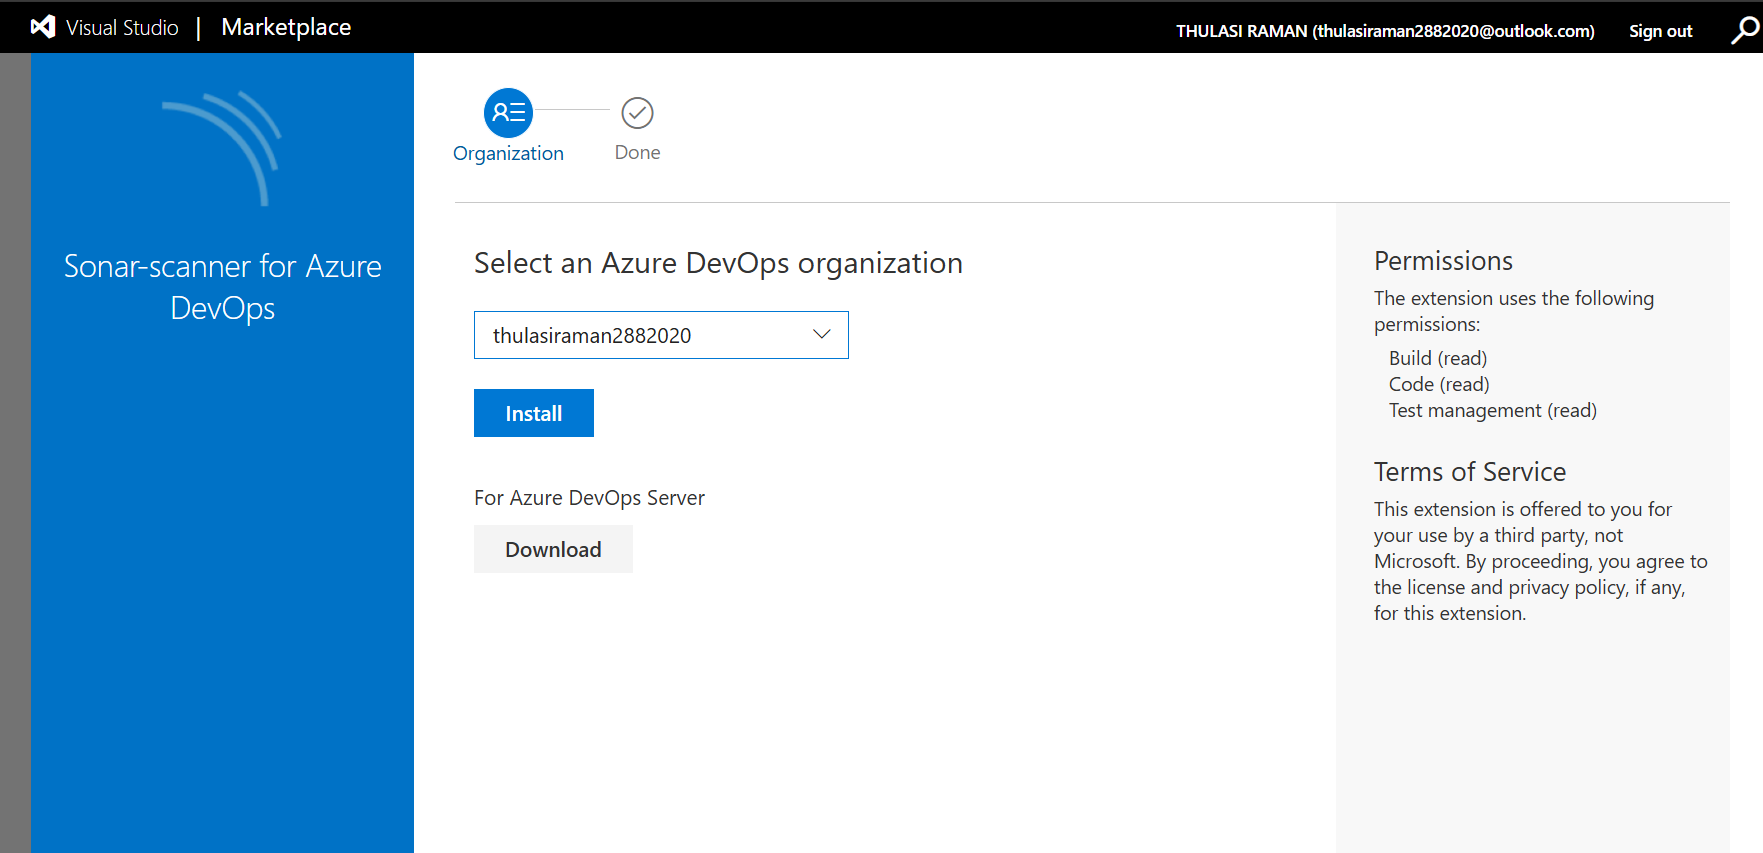 Visual Studio | Marketplace
THULASI RAMAN (thulasiraman2882020@outlook.com) Sign out
Sonar-scanner for Azure
DevOps
Organization
Done
Select an Azure DevOps organization
thulasiraman2882020
Install
For Azure DevOps Server
Download
Permissions
The extension uses the following
permissions:
Build (read)
Code (read)
Test management (read)
Terms of Service
This extension is offered to you for
your use by a third party, not
Microsoft. By proceeding, you agree to
the license and privacy policy, if any,
for this extension.